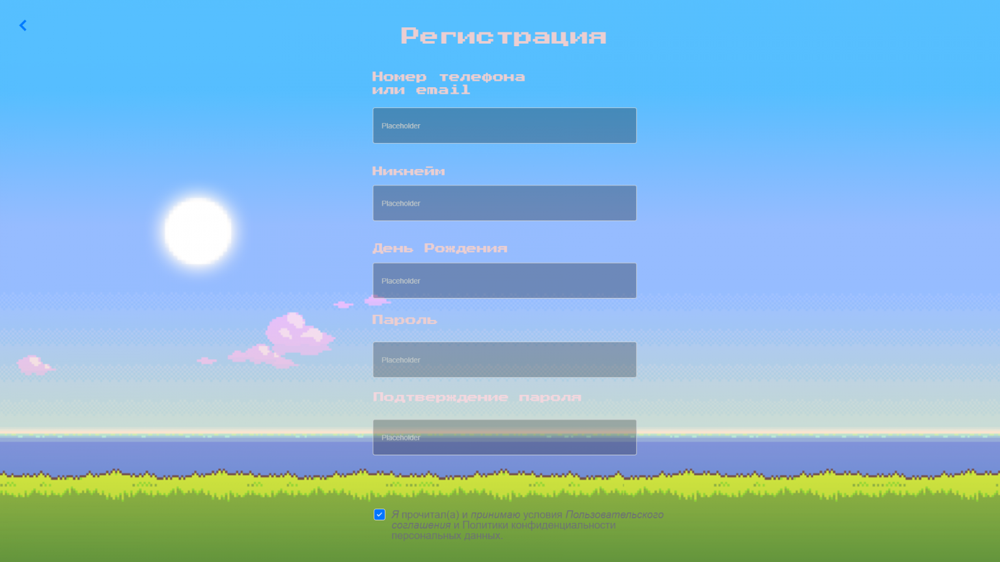 Регистрация
Номер телефона
или email
Placeholder
Никнейм
Placeholder
День Рождения
Placeholder
Пароль
Placeholder
Подтверждение пароля
Placeholder
Я прочитал(а) и принимаю условия Пользовательского
соглашения и Политики конфиденциальности
персональных данных.